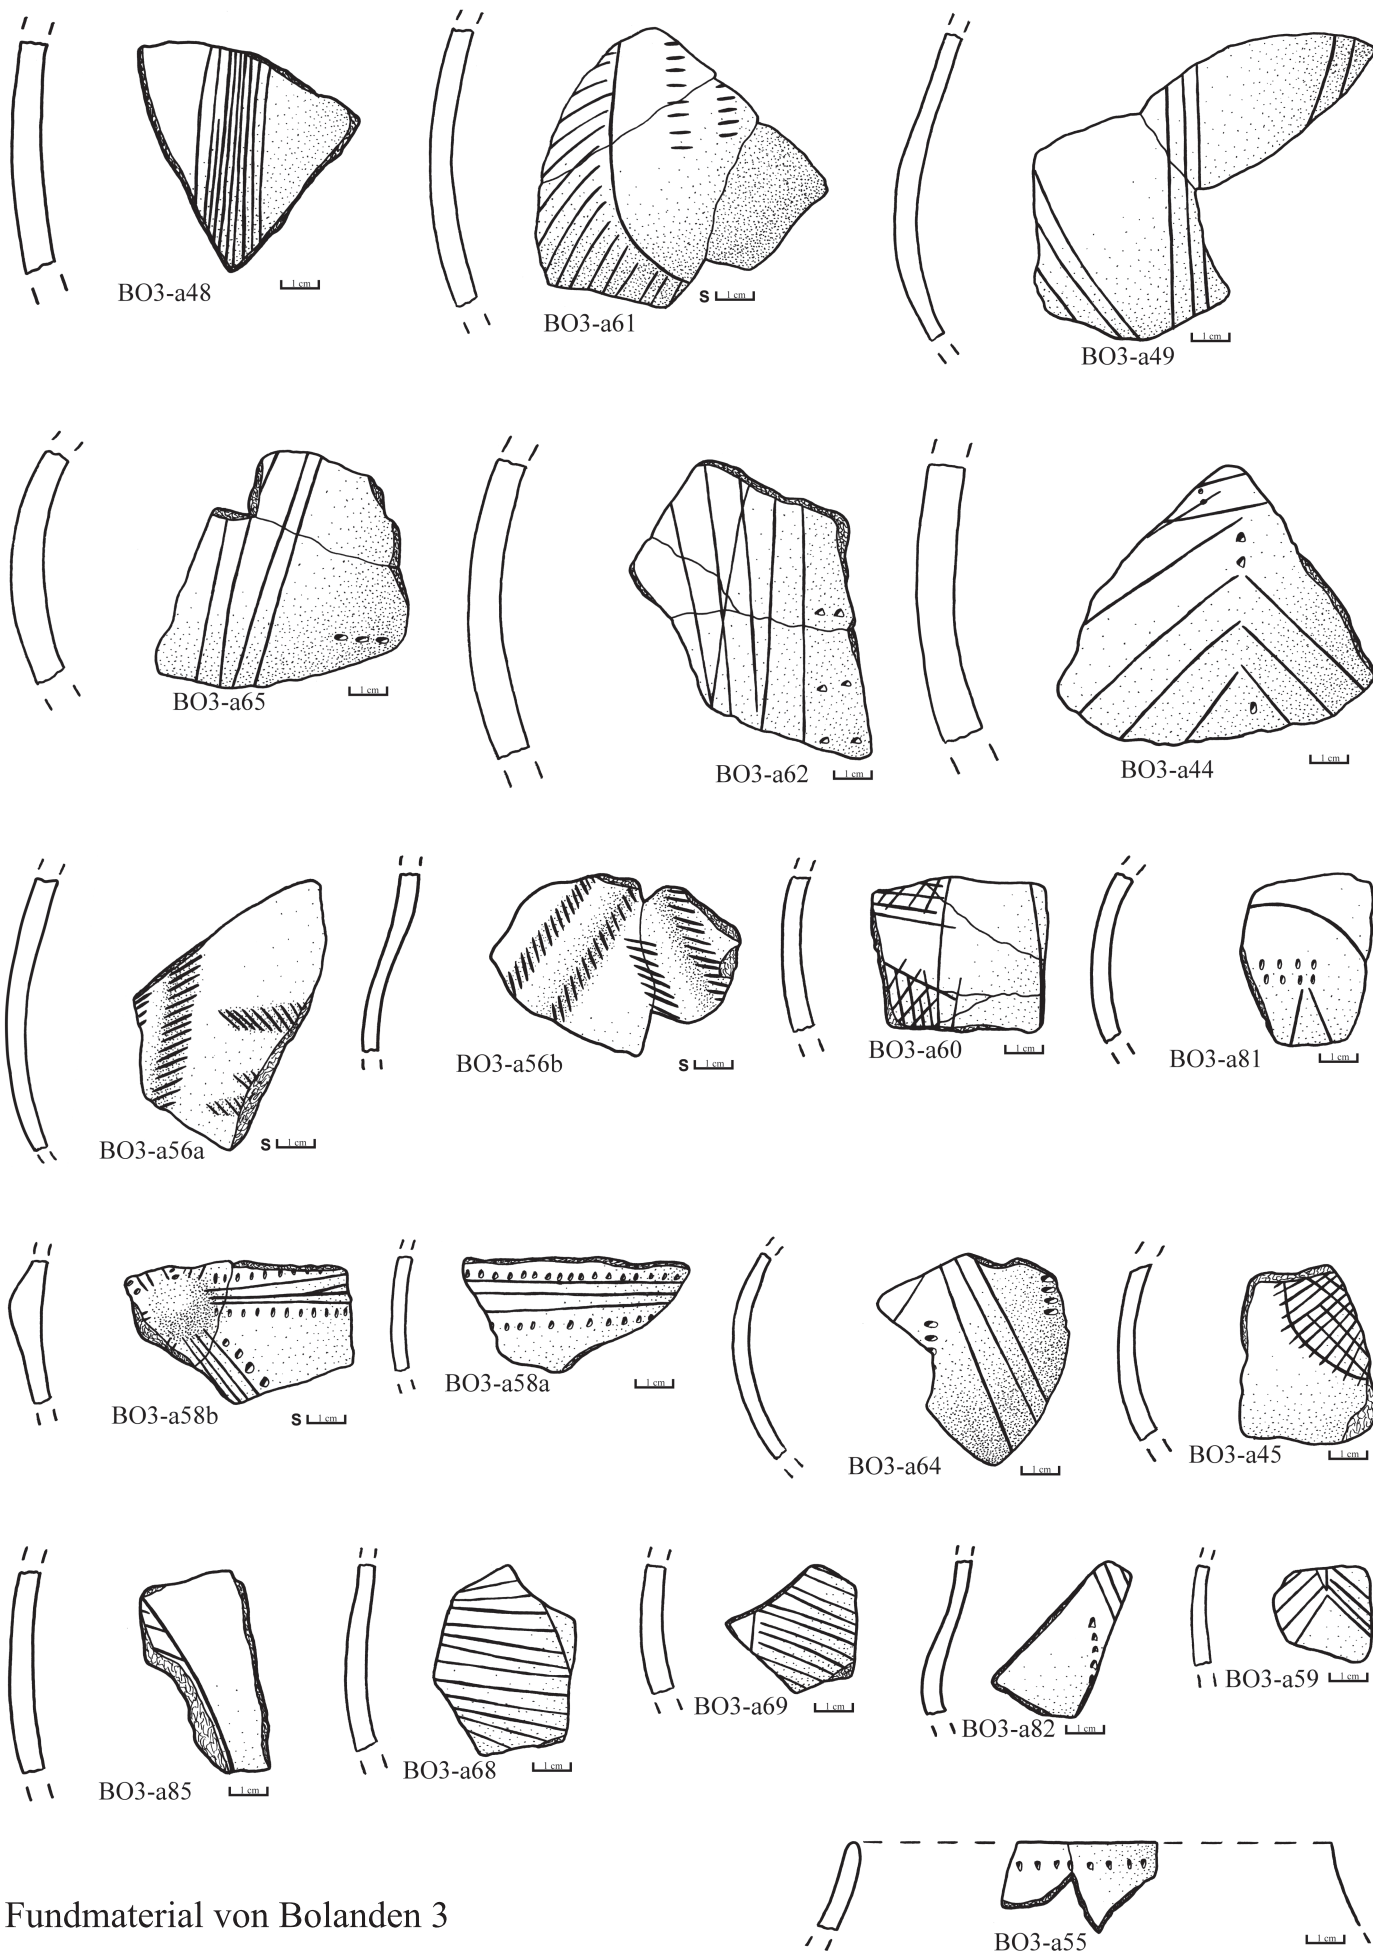 BO3-a48
1 cm
BO3-a61
S 1 cm
BO3-a49
1 cm
BO3-a65
1 cm
BO3-a62
1 cm
BO3-a44
1 cm
BO3-a56a
S 1 cm
BO3-a56b
S 1 cm
BO3-a60
1 cm
BO3-a81
1 cm
BO3-a58b
S 1 cm
BO3-a58a
1 cm
BO3-a64
1 cm
BO3-a45
1 cm
BO3-a85
1 cm
BO3-a68
1 cm
BO3-a69
1 cm
BO3-a82
1 cm
BO3-a59
1 cm
Fundmaterial von Bolanden 3
BO3-a55
1 cm